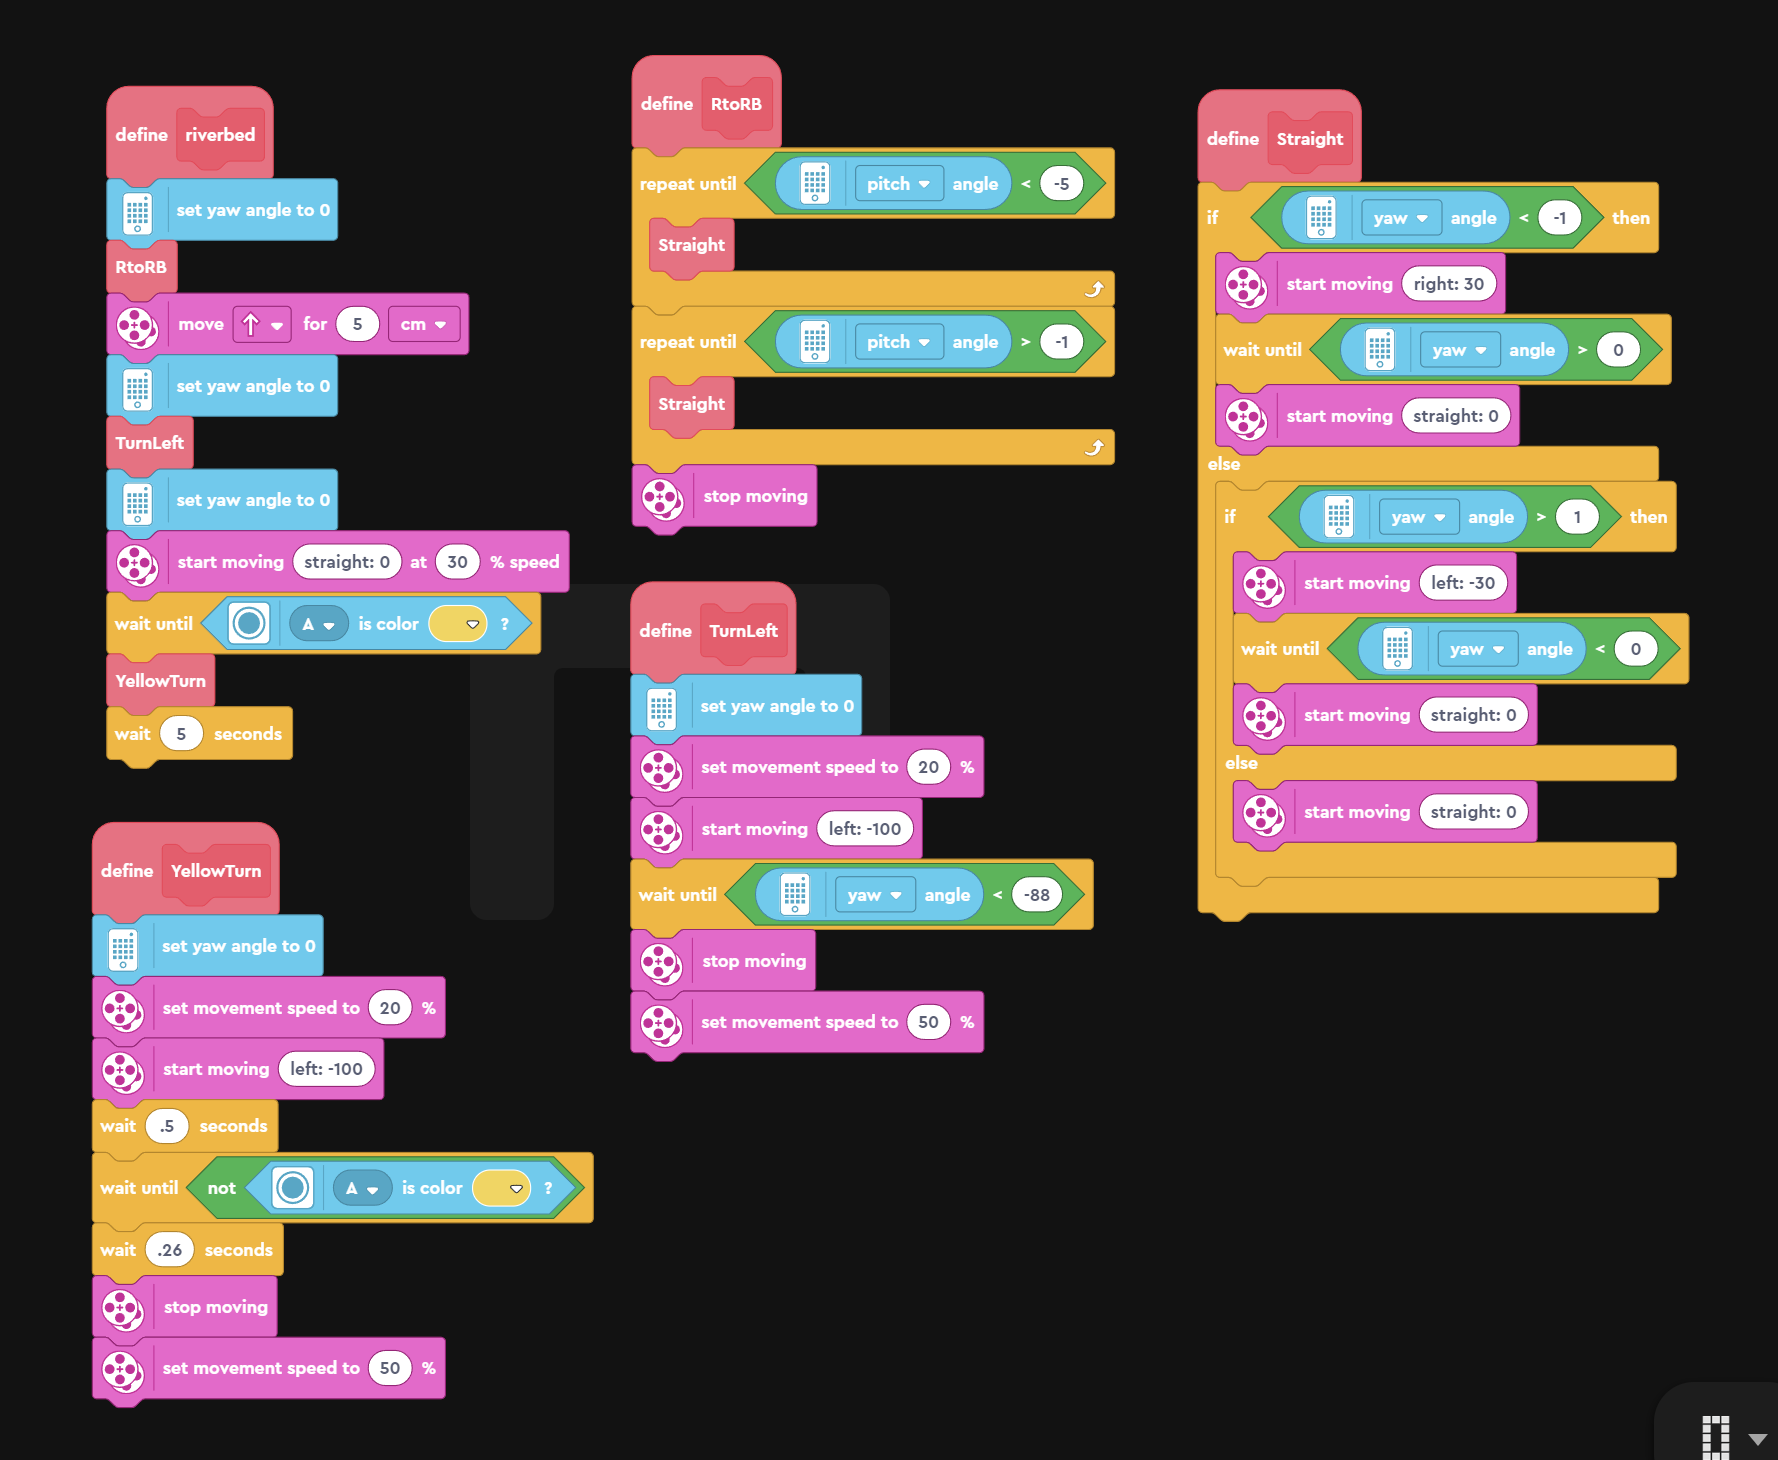 define riverbed
set yaw angle to 0
RtoRB
move for 5 cm
set yaw angle to 0
TurnLeft
set yaw angle to 0
start moving straight: 0 at 30 % speed
wait until A is color ?
YellowTurn
wait 5 seconds
define YellowTurn
set yaw angle to 0
set movement speed to 20 %
start moving left: -100
wait .5 seconds
wait until not A is color ?
wait .26 seconds
stop moving
set movement speed to 50 %
define RtoRB
repeat until pitch angle < -5
Straight
repeat until pitch angle > -1
Straight
stop moving
define TurnLeft
set yaw angle to 0
set movement speed to 20 %
start moving left: -100
wait until yaw angle < -88
stop moving
set movement speed to 50 %
define Straight
if yaw angle < -1 then
start moving right: 30
wait until yaw angle > 0
start moving straight: 0
else
if yaw angle > 1 then
start moving left: -30
wait until yaw angle < 0
start moving straight: 0
else
start moving straight: 0
0